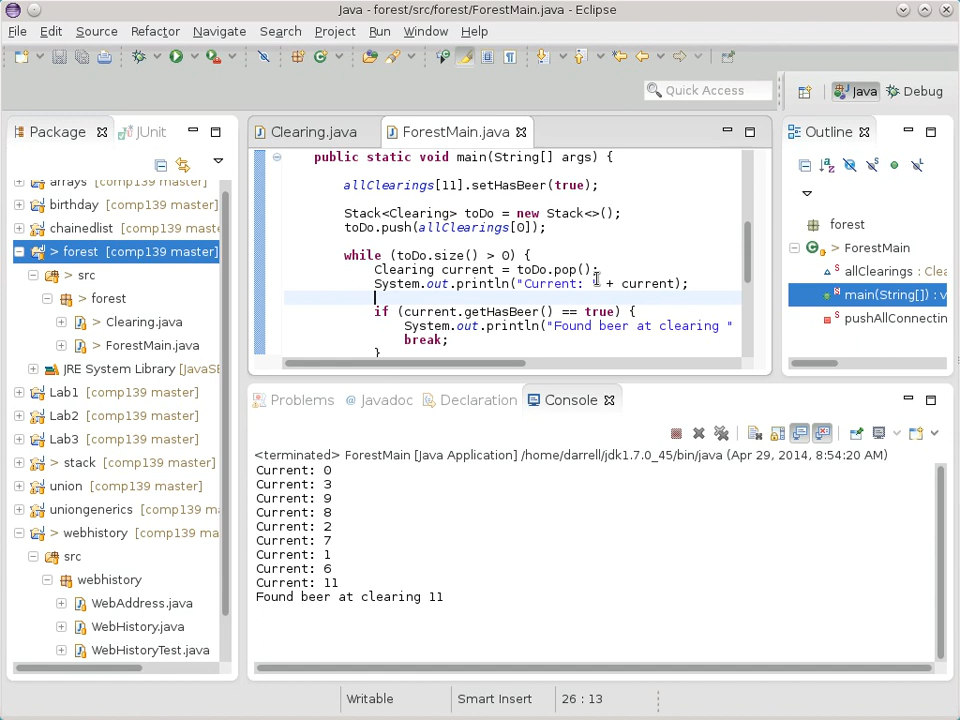 Java - forest/src/forest/ForestMain.java - Eclipse
File Edit Source Refactor Navigate Search Project Run Window Help
Quick Access
Java
Debug
Package
JUnit
arrays [comp139 master]
birthday [comp139 master]
chainedlist [comp139 master]
> forest [comp139 master]
> src
> forest
> Clearing.java
> ForestMain.java
JRE System Library [JavaSE
Lab1 [comp139 master]
Lab2 [comp139 master]
Lab3 [comp139 master]
> stack [comp139 master]
union [comp139 master]
uniongenerics [comp139 ma
> webhistory [comp139 mas
src
webhistory
WebAddress.java
WebHistory.java
WebHistoryTest.java
Clearing.java
ForestMain.java
public static void main(String[] args) {
allClearings[11].setHasBeer(true);
Stack<Clearing> toDo = new Stack<>();
toDo.push(allClearings[0]);
while (toDo.size() > 0) {
Clearing current = toDo.pop();
System.out.println("Current: " + current);
if (current.getHasBeer() == true) {
System.out.println("Found beer at clearing "
break;
}
Outline
forest
ForestMain
allClearings : Clea
main(String[]) : v
pushAllConnectin
Problems
@ Javadoc
Declaration
Console
<terminated> ForestMain [Java Application] /home/darrell/jdk1.7.0_45/bin/java (Apr 29, 2014, 8:54:20 AM)
Current: 0
Current: 3
Current: 9
Current: 8
Current: 2
Current: 7
Current: 1
Current: 6
Current: 11
Found beer at clearing 11
Writable
Smart Insert
26 : 13